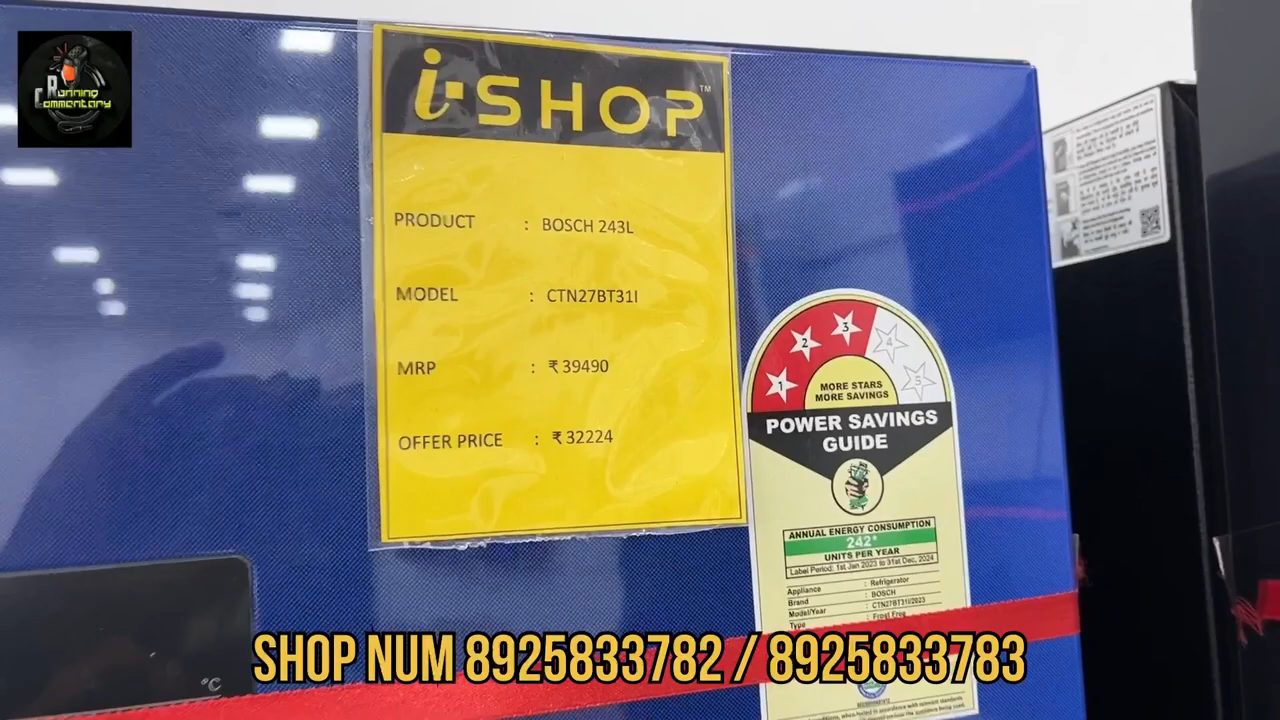 Running
Commentary
i·SHOP™
PRODUCT : BOSCH 243L
MODEL : CTN27BT31I
MRP : ₹ 39490
OFFER PRICE : ₹ 32224
1 2 3 4 5
MORE STARS
MORE SAVINGS
POWER SAVINGS
GUIDE
ANNUAL ENERGY CONSUMPTION
242*
UNITS PER YEAR
Label Period: 1st Jan 2023 to 31st Dec, 2024
Appliance : Refrigerator
Brand : BOSCH
Model/Year : CTN27BT31I/2023
Type : Frost Free
°C
SHOP NUM 8925833782 / 8925833783